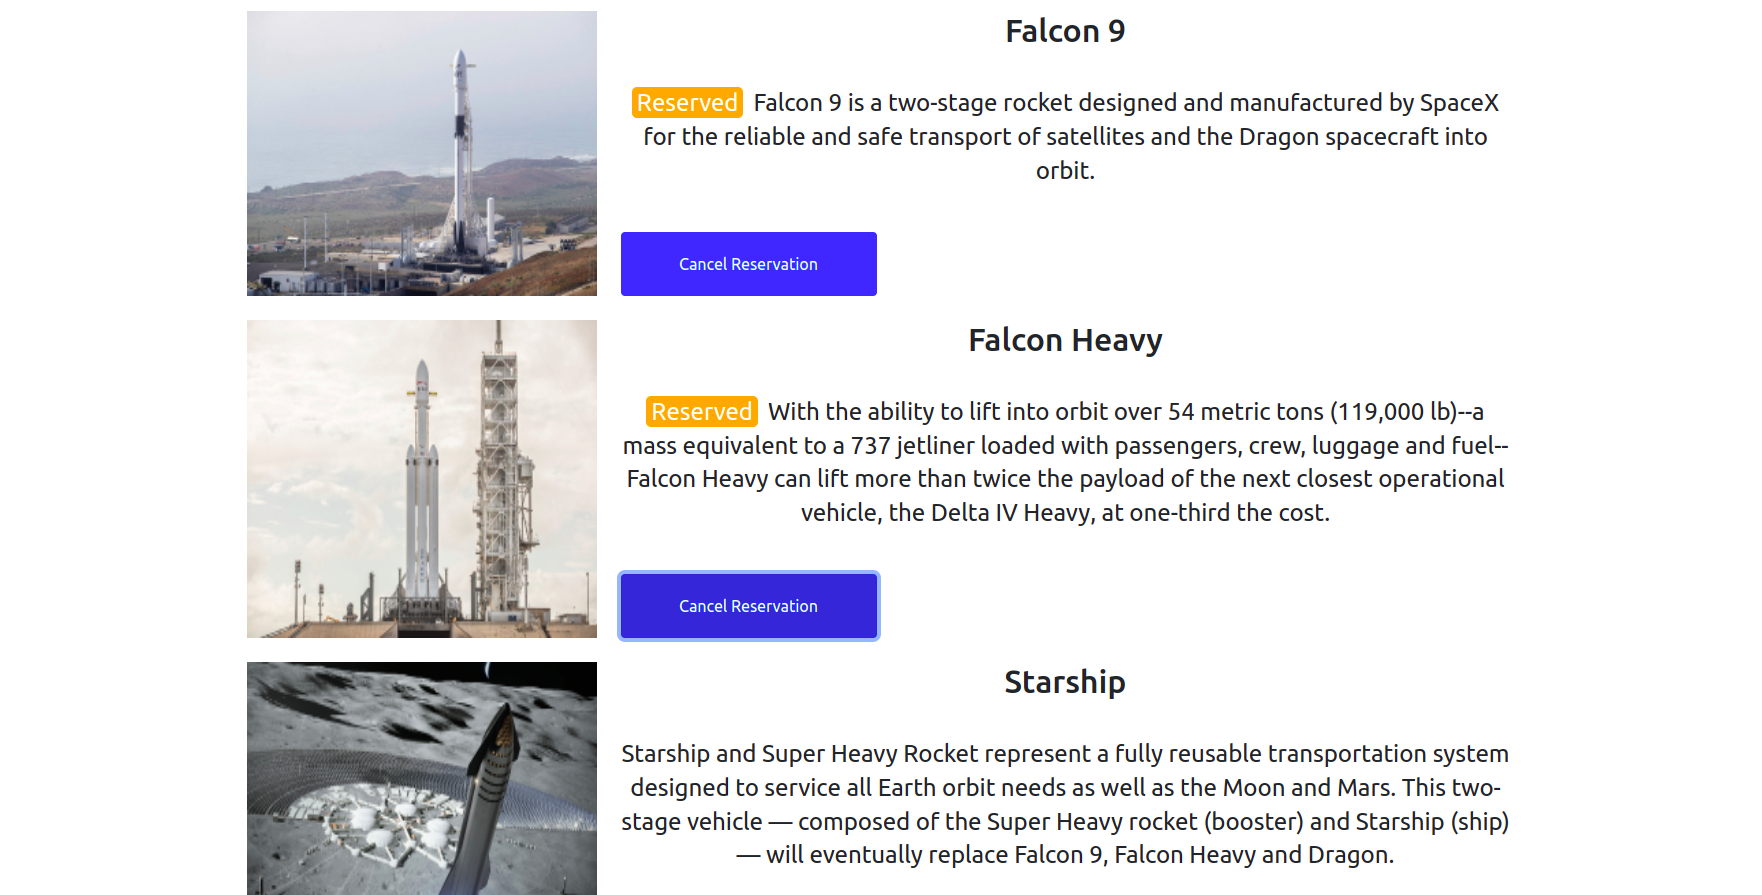 Falcon 9
Reserved Falcon 9 is a two-stage rocket designed and manufactured by SpaceX
for the reliable and safe transport of satellites and the Dragon spacecraft into
orbit.
Cancel Reservation
Falcon Heavy
Reserved With the ability to lift into orbit over 54 metric tons (119,000 lb)--a
mass equivalent to a 737 jetliner loaded with passengers, crew, luggage and fuel--
Falcon Heavy can lift more than twice the payload of the next closest operational
vehicle, the Delta IV Heavy, at one-third the cost.
Cancel Reservation
Starship
Starship and Super Heavy Rocket represent a fully reusable transportation system
designed to service all Earth orbit needs as well as the Moon and Mars. This two-
stage vehicle — composed of the Super Heavy rocket (booster) and Starship (ship)
— will eventually replace Falcon 9, Falcon Heavy and Dragon.